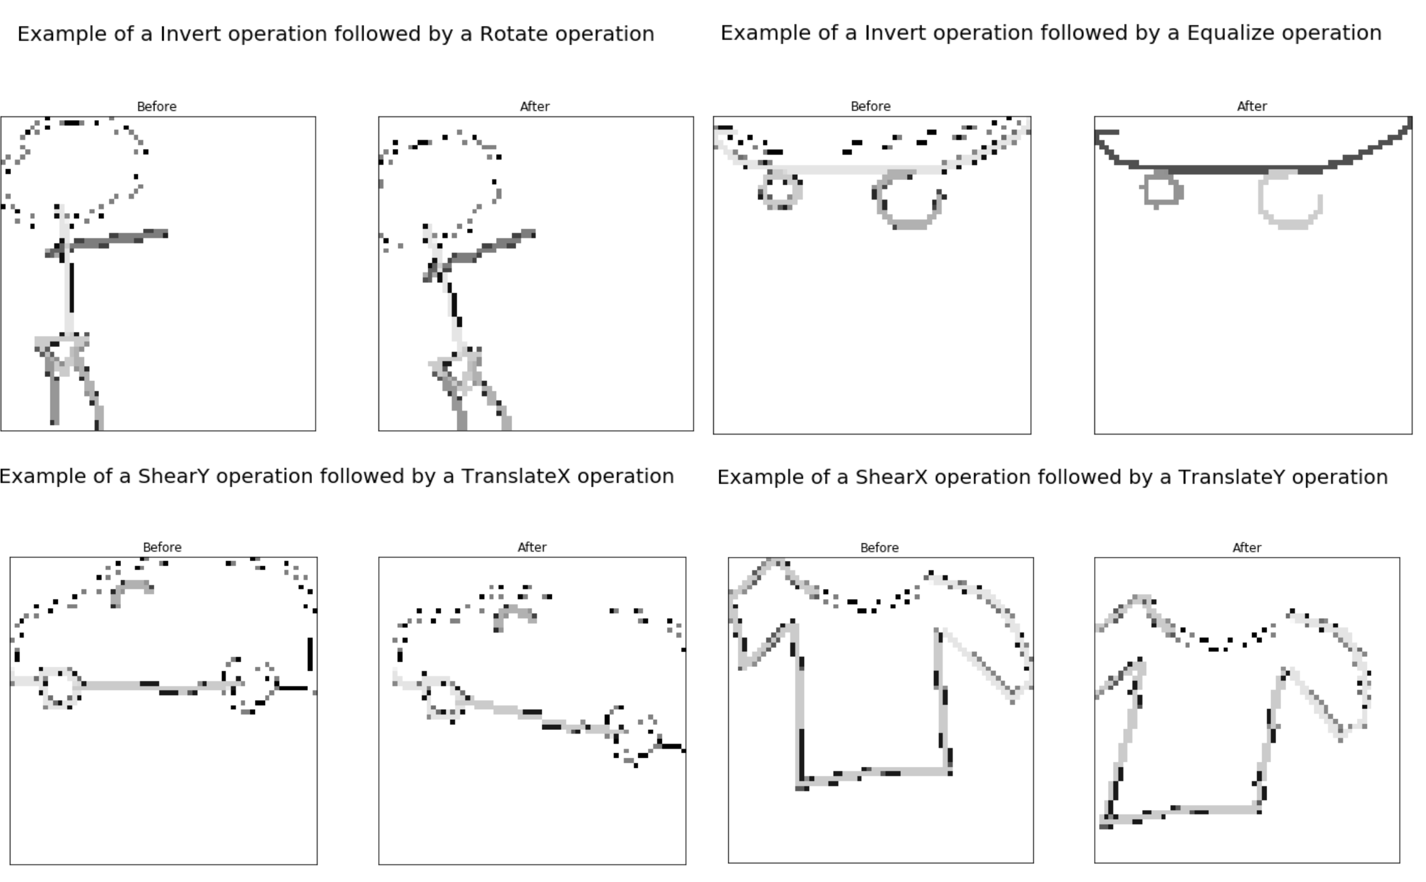 Example of a Invert operation followed by a Rotate operation
Before
After
Example of a Invert operation followed by a Equalize operation
Before
After
Example of a ShearY operation followed by a TranslateX operation
Before
After
Example of a ShearX operation followed by a TranslateY operation
Before
After